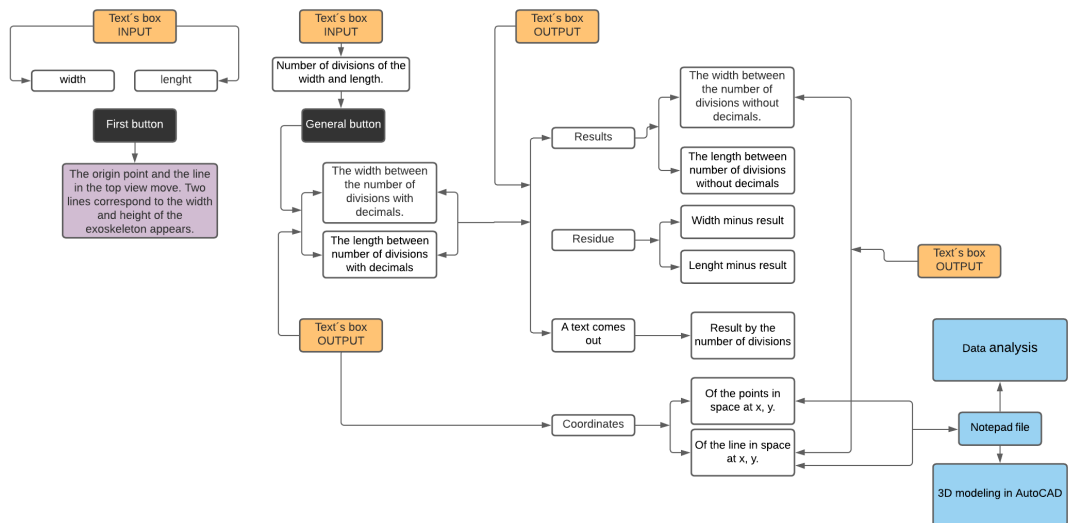 Text´s box
INPUT
width
lenght
First button
The origin point and the line
in the top view move. Two
lines correspond to the width
and height of the
exoskeleton appears.
Text´s box
INPUT
Number of divisions of the
width and length.
General button
The width between
the number of
divisions with
decimals.
The length between
number of divisions
with decimals
Text´s box
OUTPUT
Text´s box
OUTPUT
Results
The width between
the number of
divisions without
decimals.
The length between
number of divisions
without decimals
Residue
Width minus result
Lenght minus result
A text comes
out
Result by the
number of divisions
Coordinates
Of the points in
space at x, y.
Of the line in space
at x, y.
Text´s box
OUTPUT
Data analysis
Notepad file
3D modeling in AutoCAD